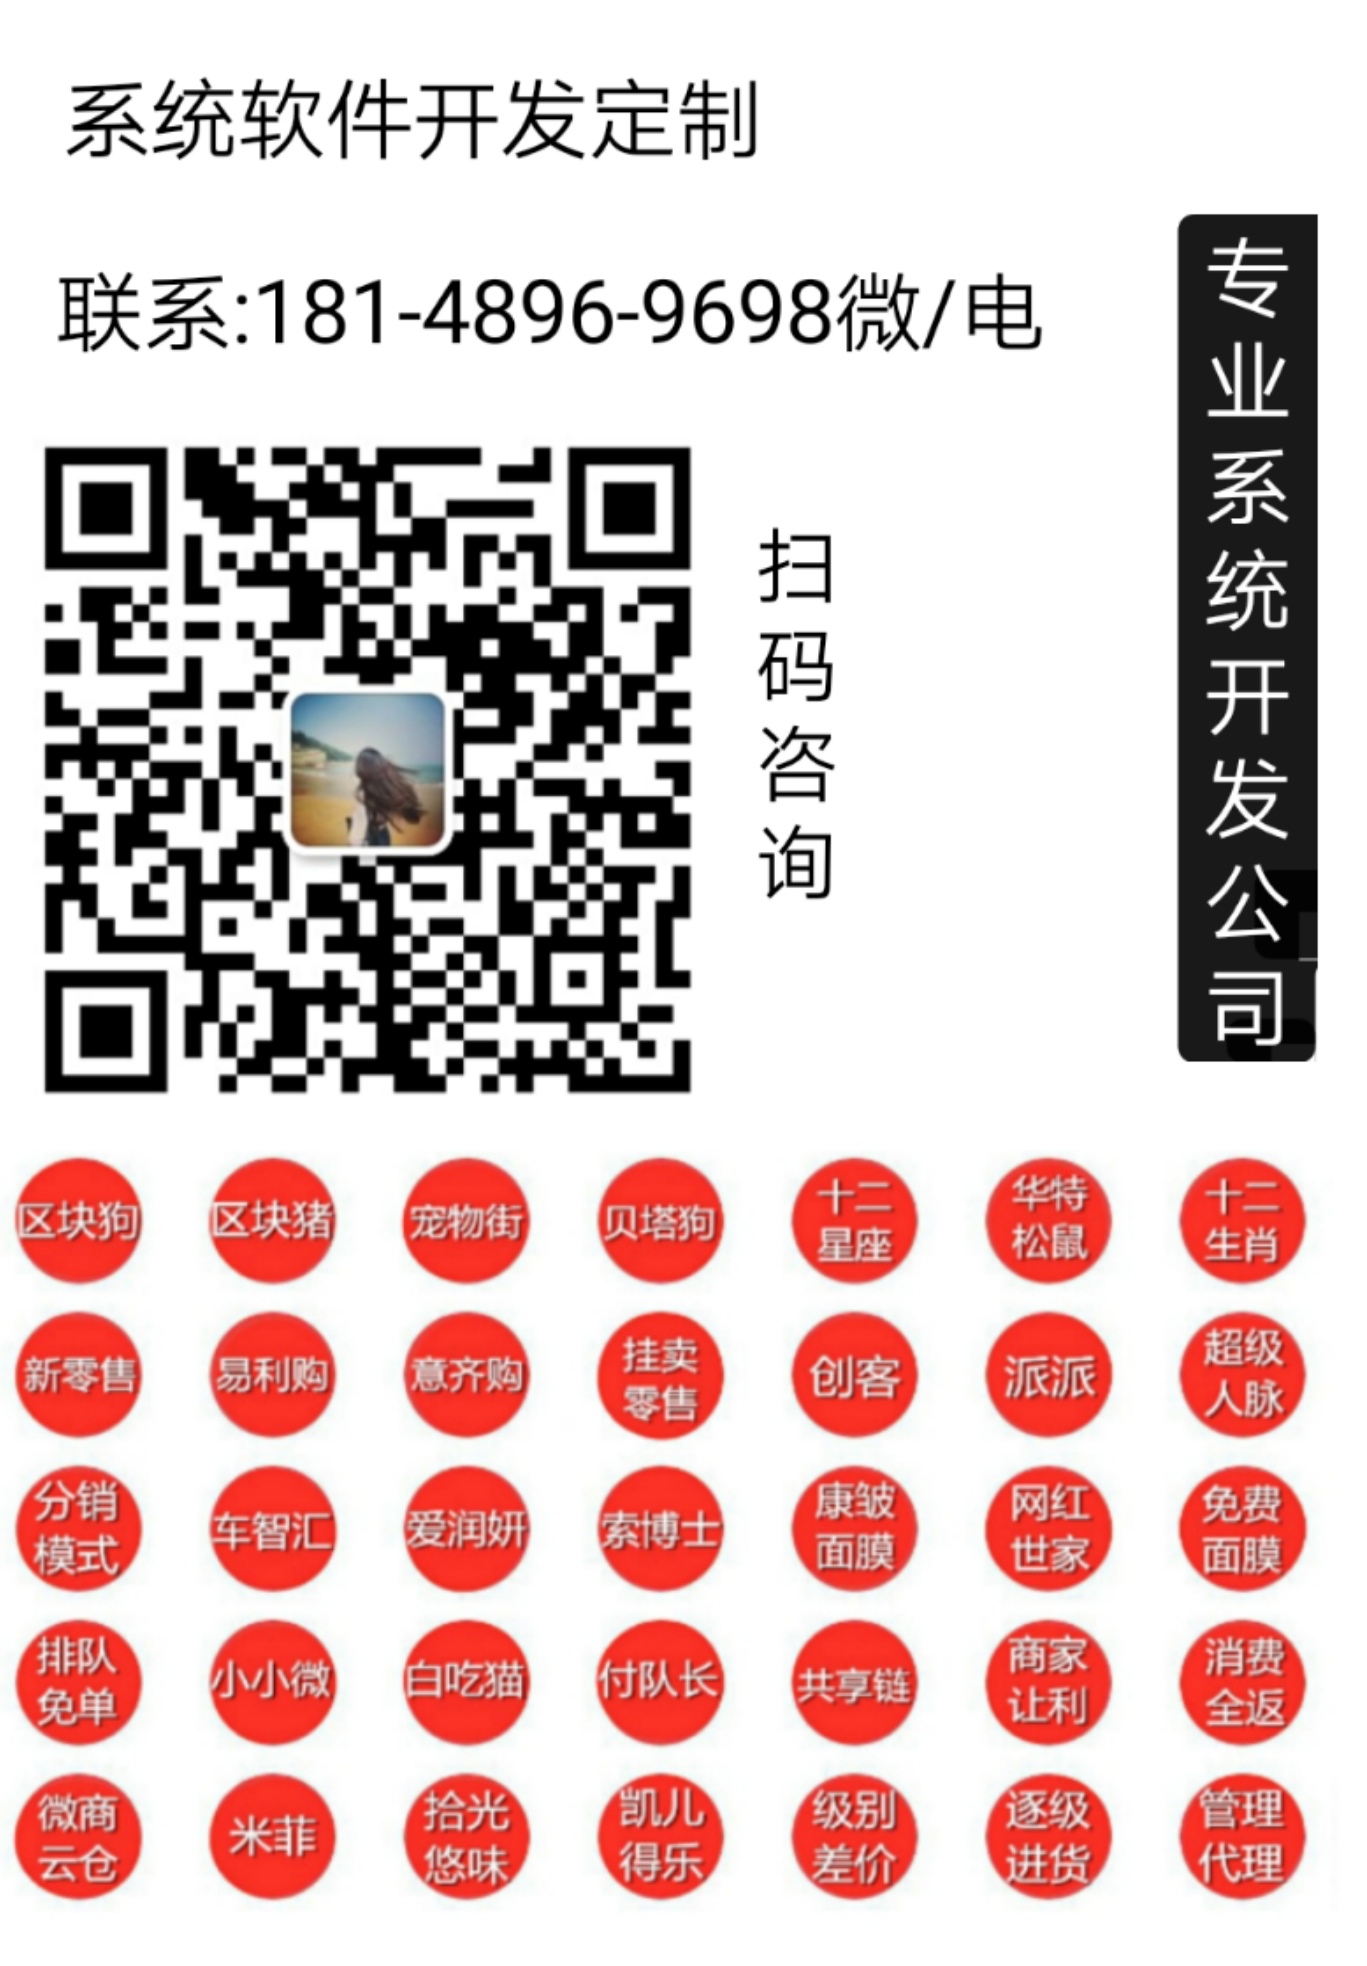 系统软件开发定制
联系:181-4896-9698微/电
扫码咨询
专业系统开发公司
区块狗
区块猪
宠物街
贝塔狗
十二
星座
华特
松鼠
十二
生肖
新零售
易利购
意齐购
挂卖
零售
创客
派派
超级
人脉
分销
模式
车智汇
爱润妍
索博士
康皱
面膜
网红
世家
免费
面膜
排队
免单
小小微
白吃猫
付队长
共享链
商家
让利
消费
全返
微商
云仓
米菲
拾光
悠味
凯儿
得乐
级别
差价
逐级
进货
管理
代理